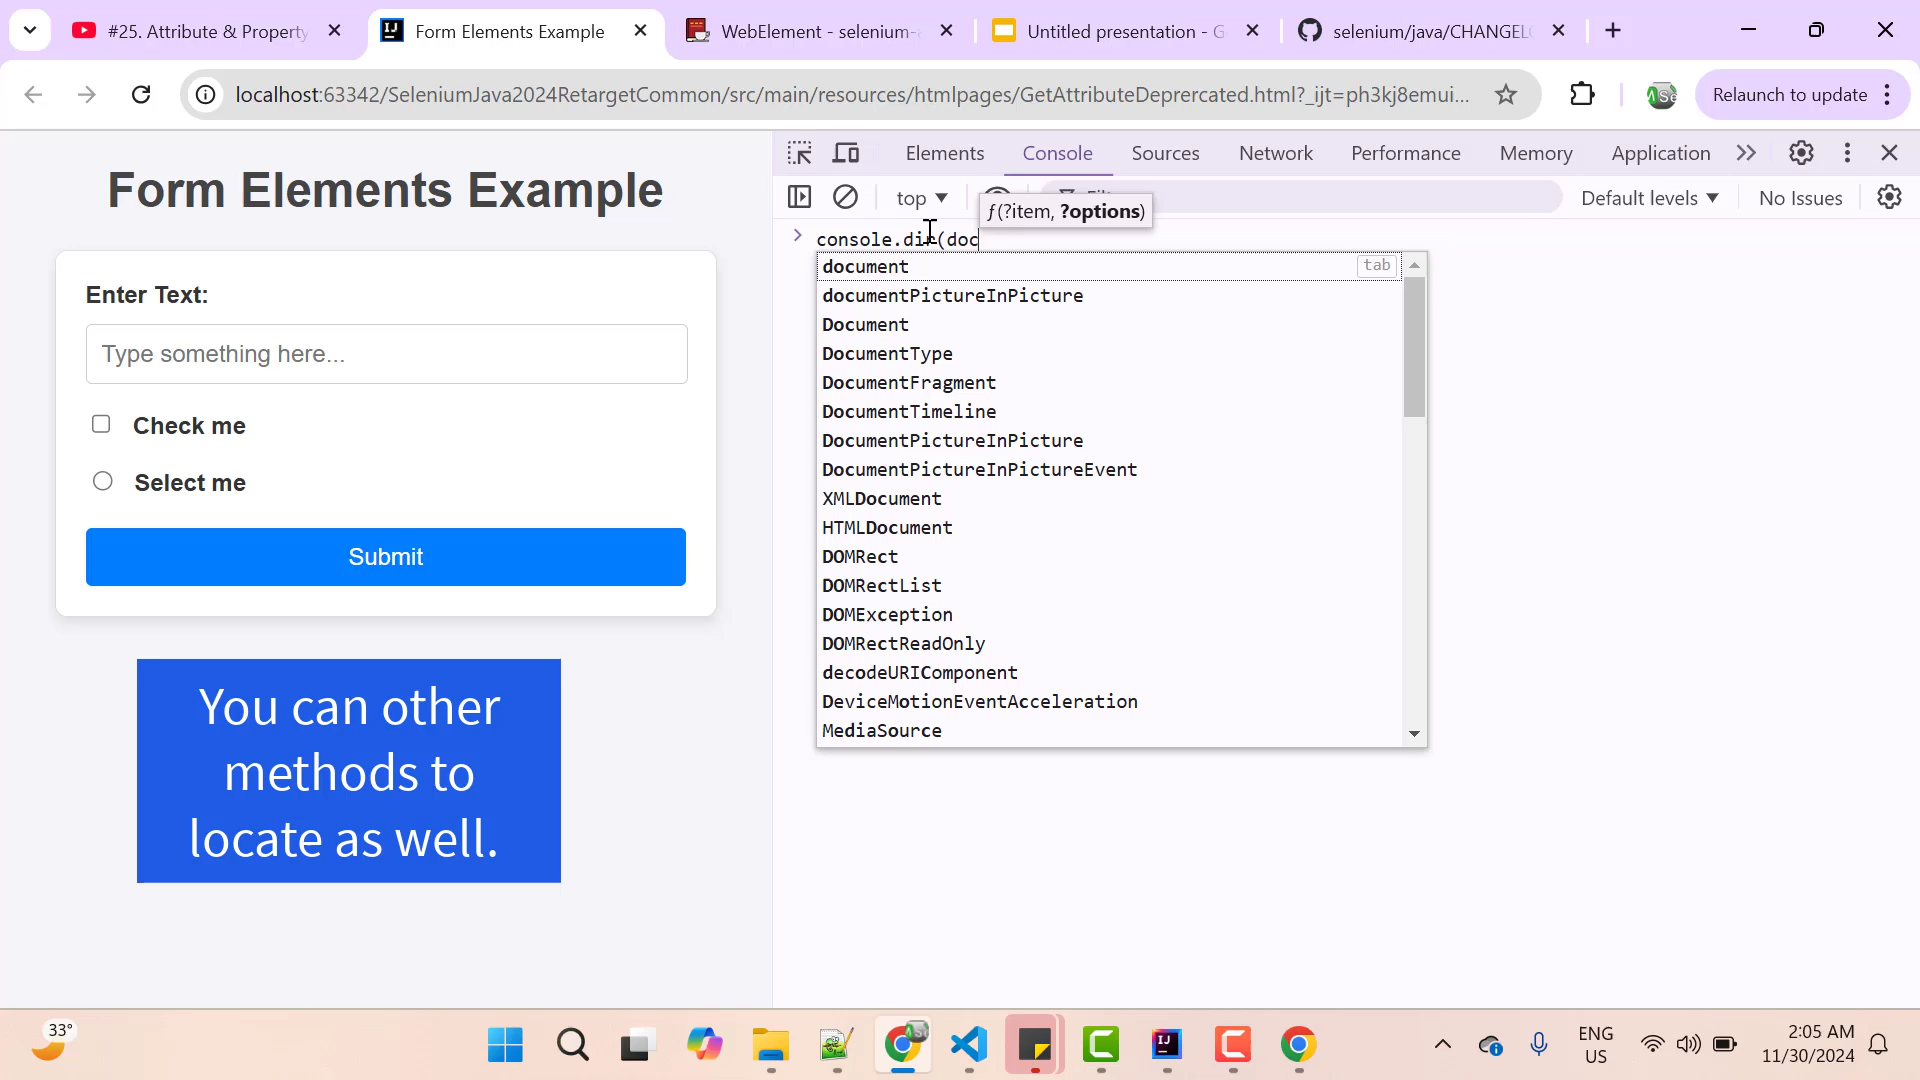 #25. Attribute & Property
Form Elements Example
WebElement - selenium-
Untitled presentation - G
selenium/java/CHANGEL
localhost:63342/SeleniumJava2024RetargetCommon/src/main/resources/htmlpages/GetAttributeDeprercated.html?_ijt=ph3kj8emui...
Relaunch to update
Elements
Console
Sources
Network
Performance
Memory
Application
top
ƒ(?item, ?options)
Default levels
No Issues
console.dir(doc
document
tab
documentPictureInPicture
Document
DocumentType
DocumentFragment
DocumentTimeline
DocumentPictureInPicture
DocumentPictureInPictureEvent
XMLDocument
HTMLDocument
DOMRect
DOMRectList
DOMException
DOMRectReadOnly
decodeURIComponent
DeviceMotionEventAcceleration
MediaSource
Form Elements Example
Enter Text:
Type something here...
Check me
Select me
Submit
You can other
methods to
locate as well.
33°
ENG
US
2:05 AM
11/30/2024